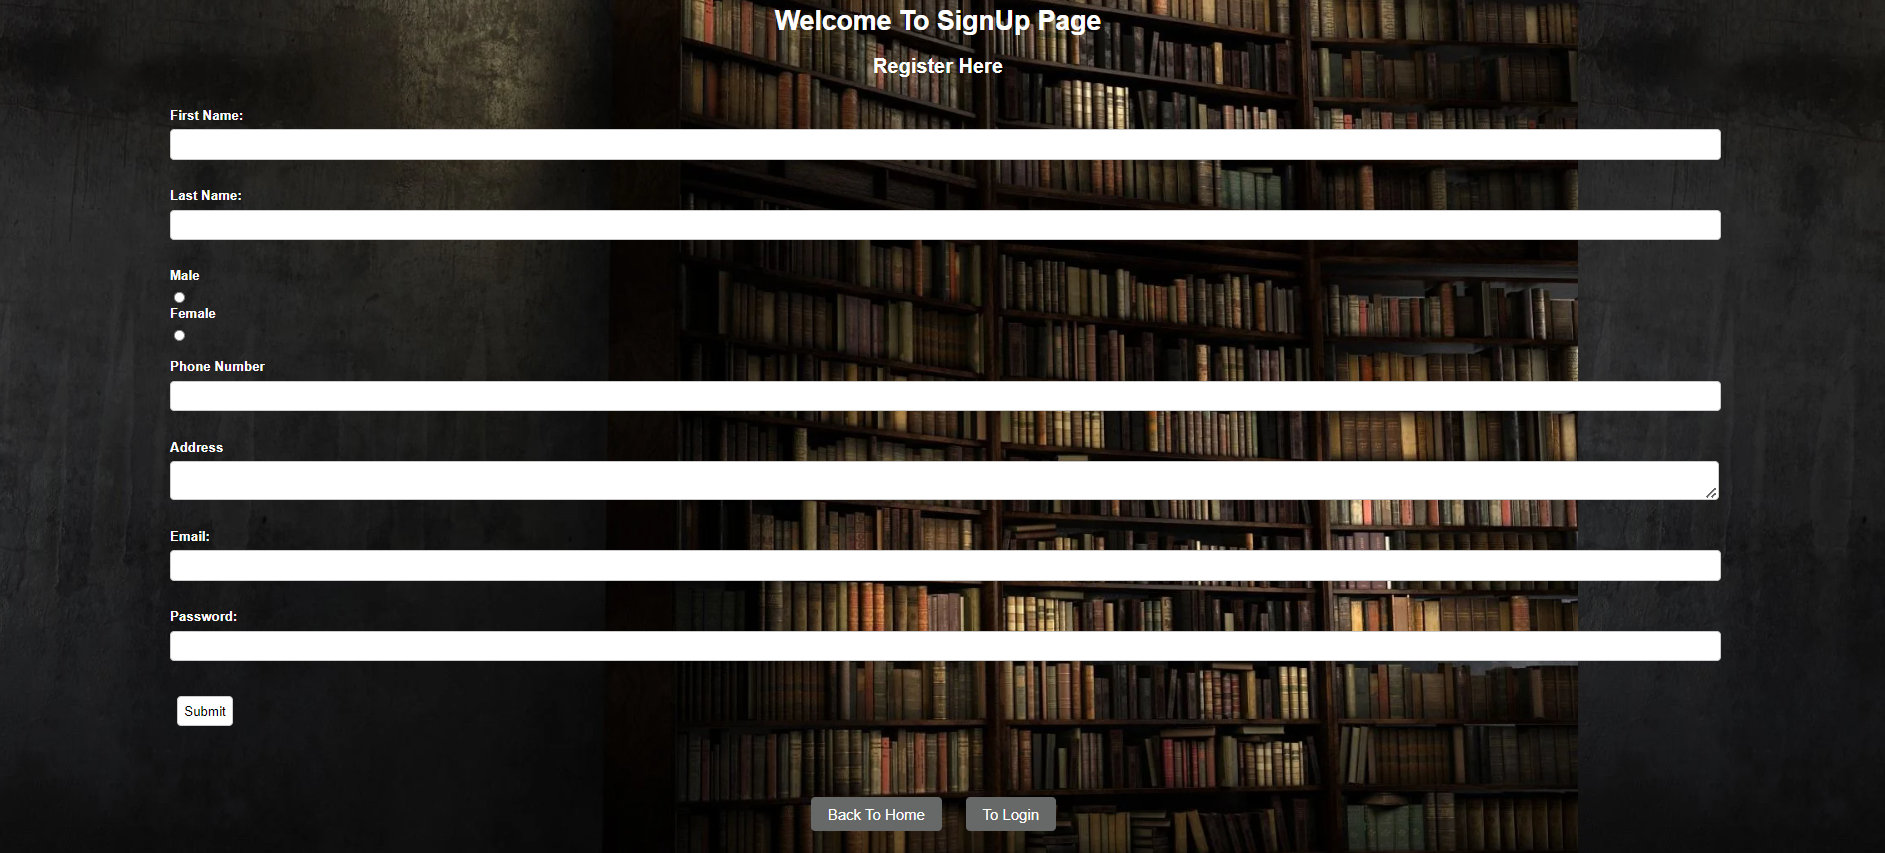 Welcome To SignUp Page
Register Here
First Name:
Last Name:
Male
Female
Phone Number
Address
Email:
Password:
Submit
Back To Home To Login